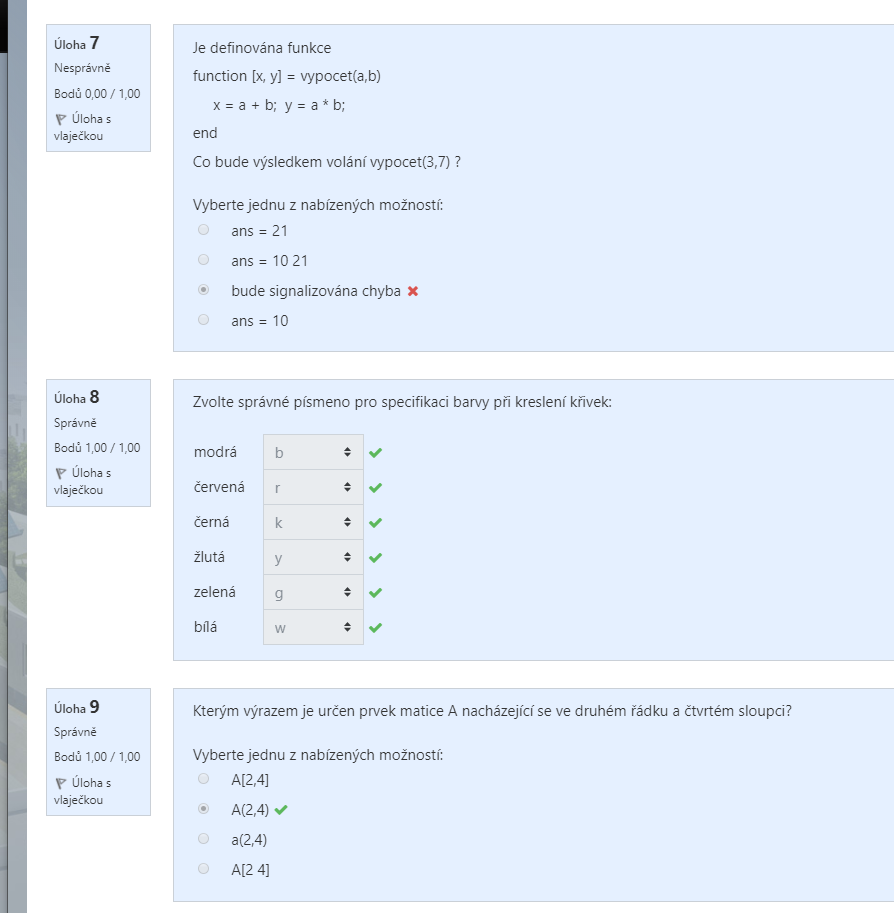 Úloha 7
Nesprávně
Bodů 0,00 / 1,00
Úloha s
vlaječkou
Je definována funkce
function [x, y] = vypocet(a,b)
x = a + b; y = a * b;
end
Co bude výsledkem volání vypocet(3,7) ?
Vyberte jednu z nabízených možností:
ans = 21
ans = 10 21
bude signalizována chyba
ans = 10
Úloha 8
Správně
Bodů 1,00 / 1,00
Úloha s
vlaječkou
Zvolte správné písmeno pro specifikaci barvy při kreslení křivek:
modrá b
červená r
černá k
žlutá y
zelená g
bílá w
Úloha 9
Správně
Bodů 1,00 / 1,00
Úloha s
vlaječkou
Kterým výrazem je určen prvek matice A nacházející se ve druhém řádku a čtvrtém sloupci?
Vyberte jednu z nabízených možností:
A[2,4]
A(2,4)
a(2,4)
A[2 4]